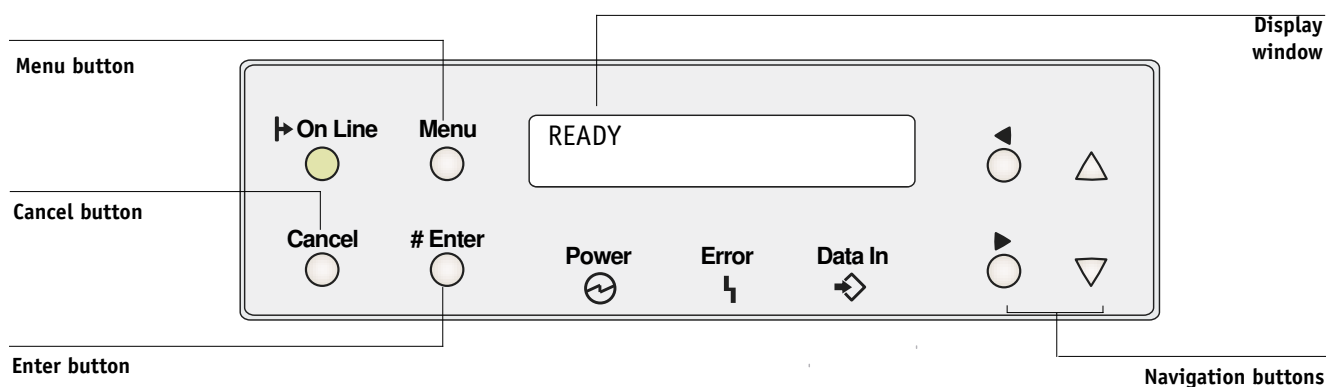 Display
window
Menu button
On Line
Menu
READY
Cancel button
Cancel
# Enter
Power
Error
Data In
Enter button
Navigation buttons